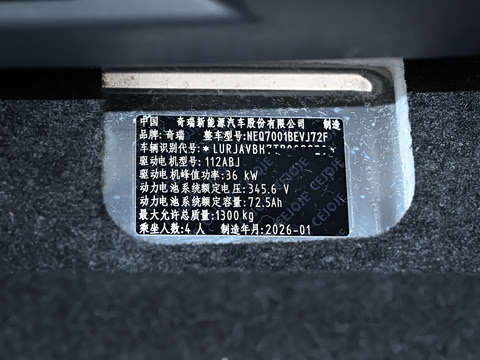 中国 奇瑞新能源汽车股份有限公司 制造
品牌:奇瑞 整车型号:NEQ7001BEVJ72F
车辆识别代号:*LURJAVBH
驱动电机型号:112ABJ
驱动电机峰值功率:36 kW
动力电池系统额定电压:345.6 V
动力电池系统额定容量:72.5Ah
最大允许总质量:1300kg
乘坐人数:4 人 制造年月:2026-01